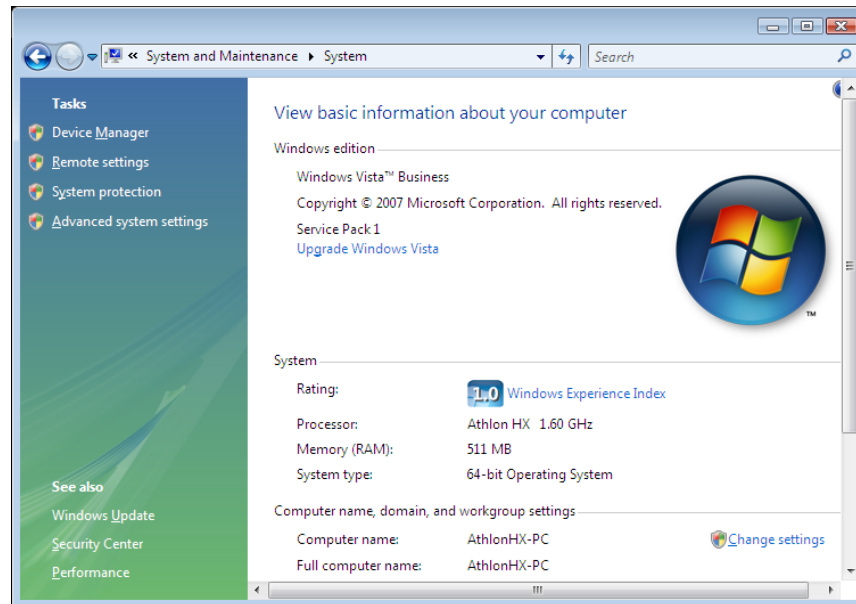 « System and Maintenance ▸ System
Search
Tasks
Device Manager
Remote settings
System protection
Advanced system settings
See also
Windows Update
Security Center
Performance
View basic information about your computer
Windows edition
Windows Vista™ Business
Copyright © 2007 Microsoft Corporation. All rights reserved.
Service Pack 1
Upgrade Windows Vista
TM
System
Rating: 1.0 Windows Experience Index
Processor: Athlon HX 1.60 GHz
Memory (RAM): 511 MB
System type: 64-bit Operating System
Computer name, domain, and workgroup settings
Computer name: AthlonHX-PC Change settings
Full computer name: AthlonHX-PC